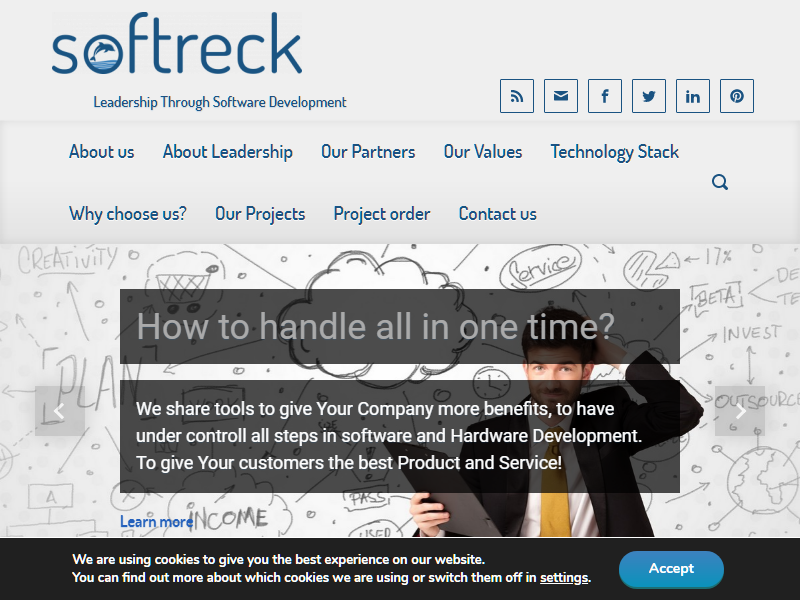 softreck
Leadership Through Software Development
About us
About Leadership
Our Partners
Our Values
Technology Stack
Why choose us?
Our Projects
Project order
Contact us
CREATIVITY
Service
17%
BETA
INVEST
PLAN
OUTSOURCE
How to handle all in one time?
We share tools to give Your Company more benefits, to have
under controll all steps in software and Hardware Development.
To give Your customers the best Product and Service!
A
PASS
Learn more
INCOME
USER
We are using cookies to give you the best experience on our website.
You can find out more about which cookies we are using or switch them off in settings.
Accept